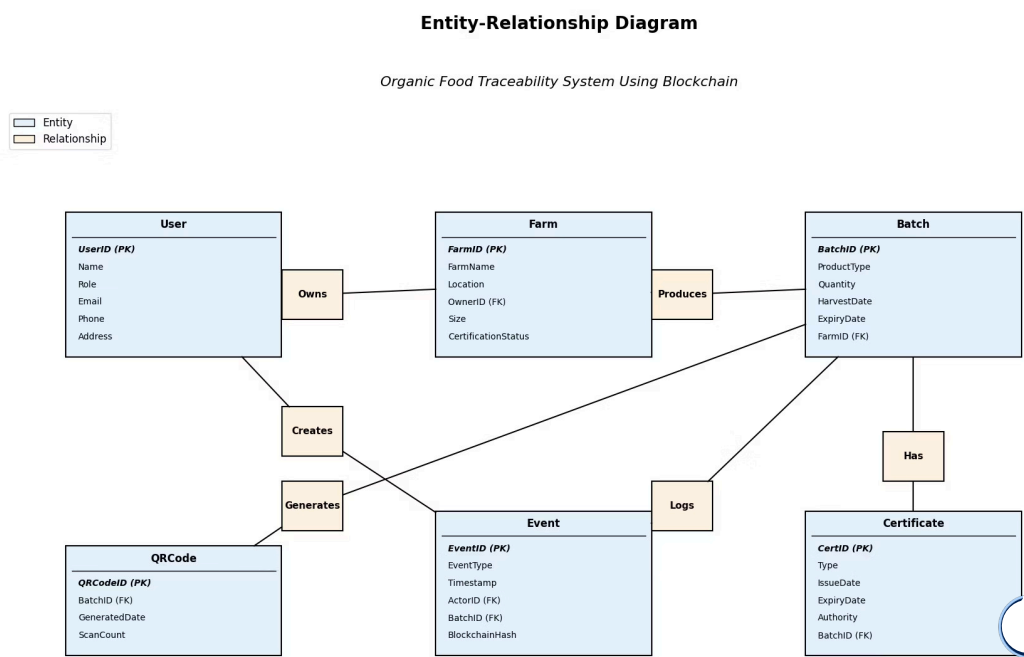 Entity-Relationship Diagram
Organic Food Traceability System Using Blockchain
Entity
Relationship
User
UserID (PK)
Name
Role
Email
Phone
Address
Owns
Farm
FarmID (PK)
FarmName
Location
OwnerID (FK)
Size
CertificationStatus
Produces
Batch
BatchID (PK)
ProductType
Quantity
HarvestDate
ExpiryDate
FarmID (FK)
Creates
Generates
Logs
Has
QRCode
QRCodeID (PK)
BatchID (FK)
GeneratedDate
ScanCount
Event
EventID (PK)
EventType
Timestamp
ActorID (FK)
BatchID (FK)
BlockchainHash
Certificate
CertID (PK)
Type
IssueDate
ExpiryDate
Authority
BatchID (FK)